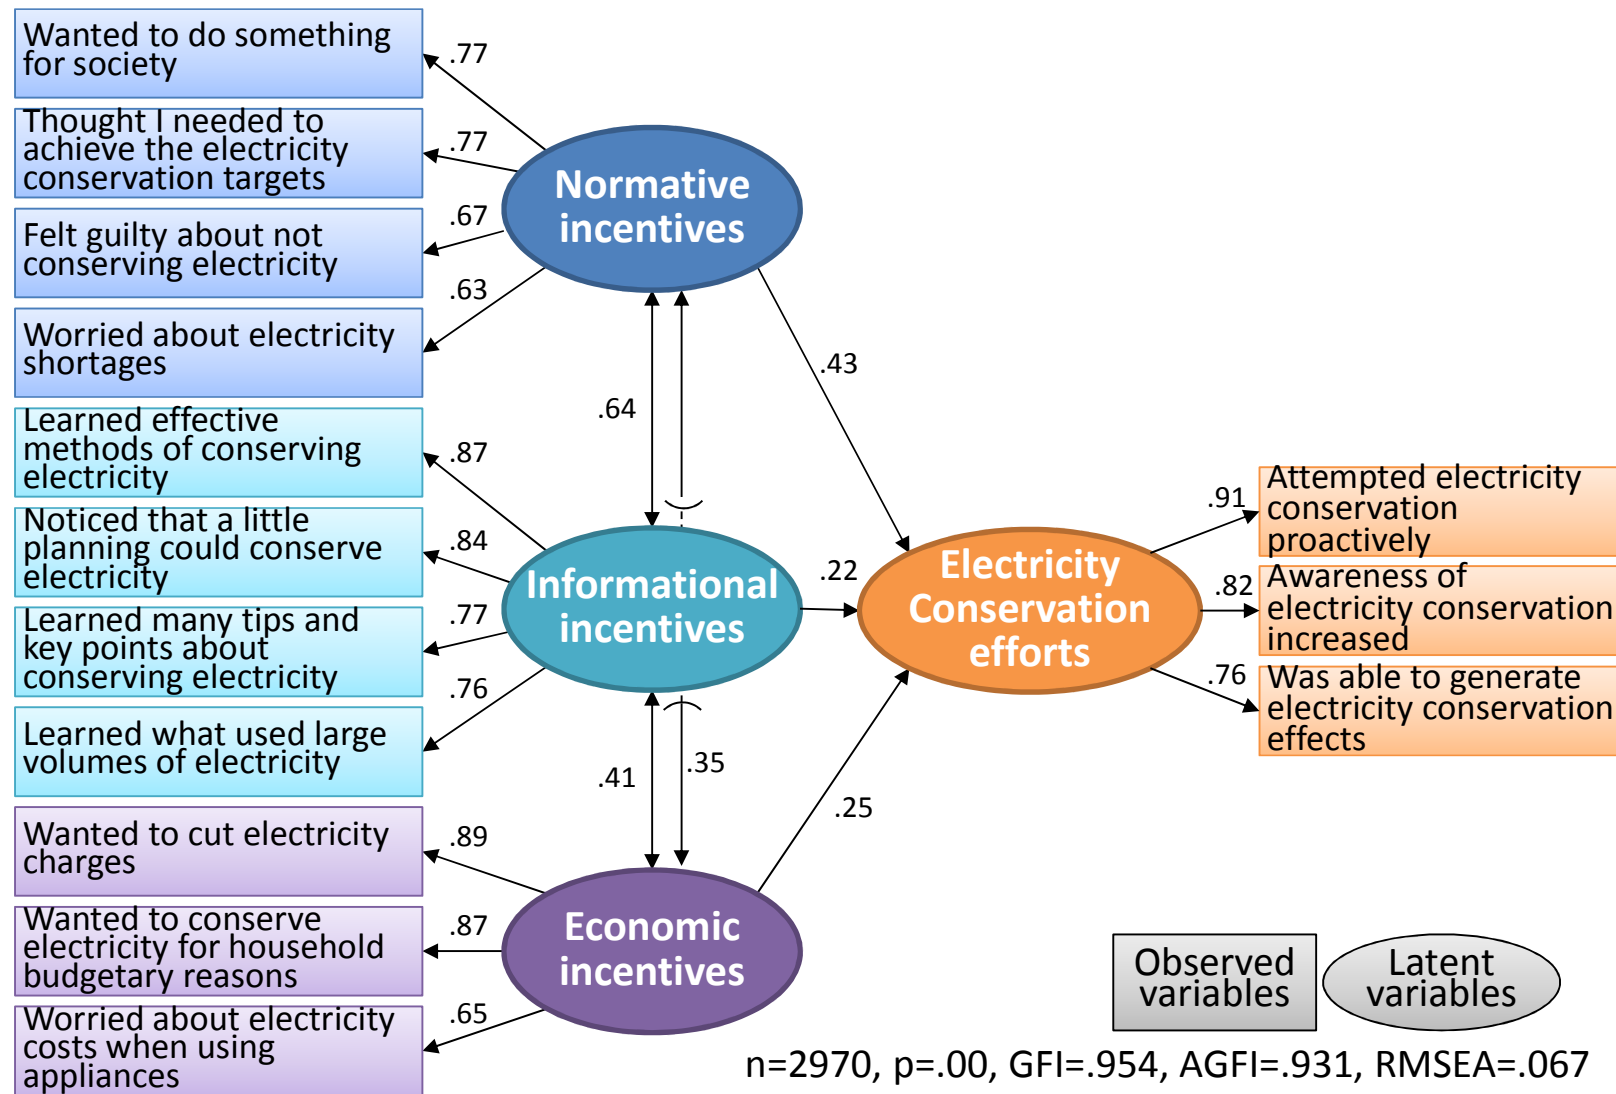 Wanted to do something
for society
.77
Thought I needed to
achieve the electricity
conservation targets
.77
Felt guilty about not
conserving electricity
.67
Worried about electricity
shortages
.63
Normative
incentives
Learned effective
methods of conserving
electricity
.87
Noticed that a little
planning could conserve
electricity
.84
Learned many tips and
key points about
conserving electricity
.77
Learned what used large
volumes of electricity
.76
Informational
incentives
Wanted to cut electricity
charges
.89
Wanted to conserve
electricity for household
budgetary reasons
.87
Worried about electricity
costs when using
appliances
.65
Economic
incentives
.64
.41
.35
.43
.22
.25
Electricity
Conservation
efforts
.91
Attempted electricity
conservation
proactively
.82
Awareness of
electricity conservation
increased
.76
Was able to generate
electricity conservation
effects
Observed
variables
Latent
variables
n=2970, p=.00, GFI=.954, AGFI=.931, RMSEA=.067